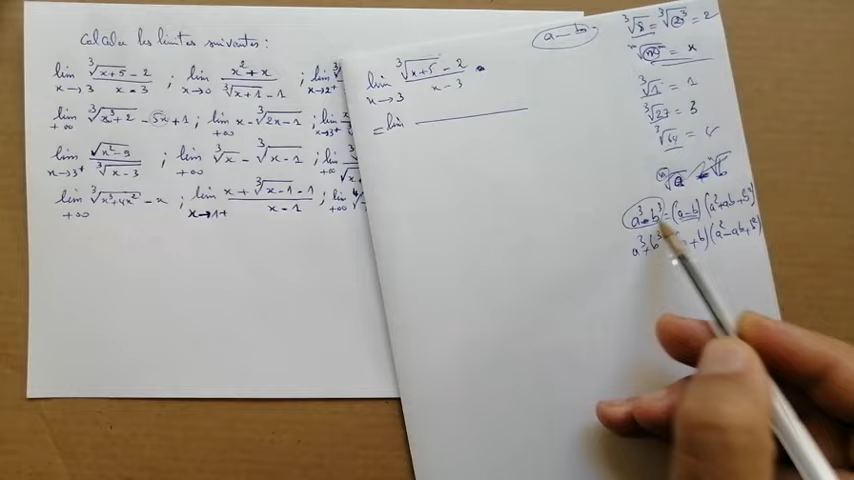 calculer les limites suivantes :
lim x→3 (∛(x+5) - 2)/(x-3) ; lim x→0 (x²+x)/(∛(x+1) - 1) ; lim x→2⁺
lim +∞ ∛(x³+2) - 5x+1 ; lim +∞ x - ∛(2x-1) ; lim x→3⁺
lim x→3⁺ √(x²-9)/∛(x-3) ; lim +∞ ∛x - ∛(x-1) ; lim
lim +∞ ∛(x³+4x²) - x ; lim x→1⁺ (x + ∛(x-1) - 1)/(x-1) ; lim +∞
a - b
lim x→3 (∛(x+5) - 2)/(x-3)
= lim
∛8 = ∛(2)³ = 2
= x
∛1 = 1
∛27 = 3
∛64 = 4
a³-b³ = (a-b)(a²+ab+b²)
a³+b³ +b)(a²-ab+b²)